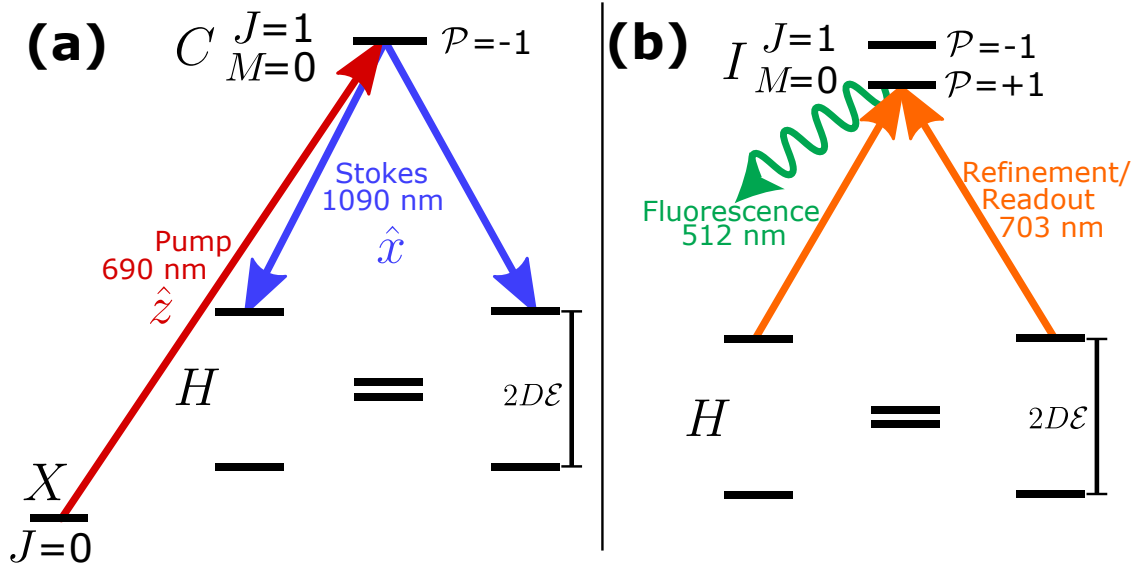 (a)
C J=1
M=0
𝒫=-1
Stokes
1090 nm
x̂
Pump
690 nm
ẑ
H
2Dℰ
X
J=0
(b)
I J=1
M=0
𝒫=-1
𝒫=+1
Refinement/
Readout
703 nm
Fluorescence
512 nm
H
2Dℰ